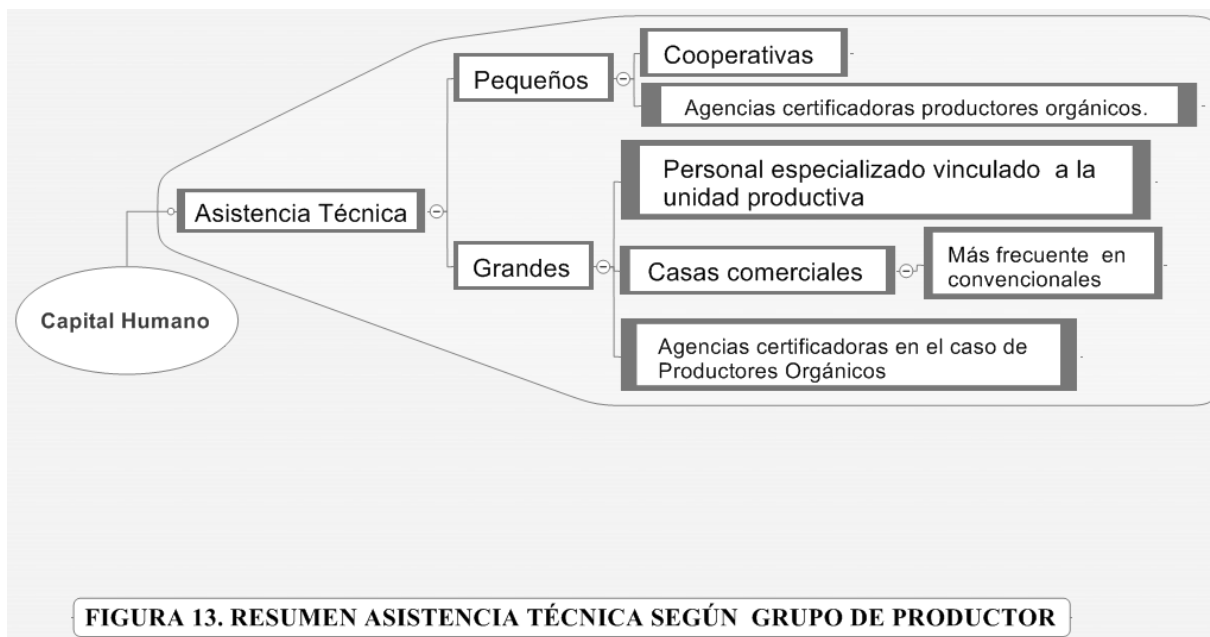 Cooperativas
Pequeños
Agencias certificadoras productores orgánicos.
Personal especializado vinculado a la
unidad productiva
Asistencia Técnica
Grandes
Casas comerciales
Más frecuente en
convencionales
Capital Humano
Agencias certificadoras en el caso de
Productores Orgánicos
FIGURA 13. RESUMEN ASISTENCIA TÉCNICA SEGÚN GRUPO DE PRODUCTOR